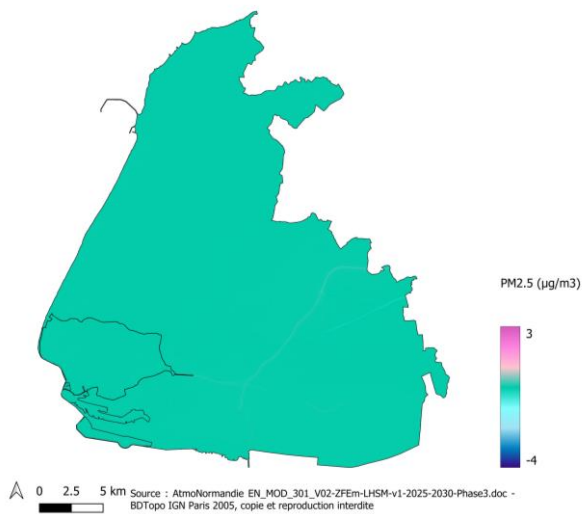 PM2.5 (µg/m3)
3
-4
0 2.5 5 km
Source : AtmoNormandie EN_MOD_301_V02-ZFEm-LHSM-v1-2025-2030-Phase3.doc -
BDTopo IGN Paris 2005, copie et reproduction interdite